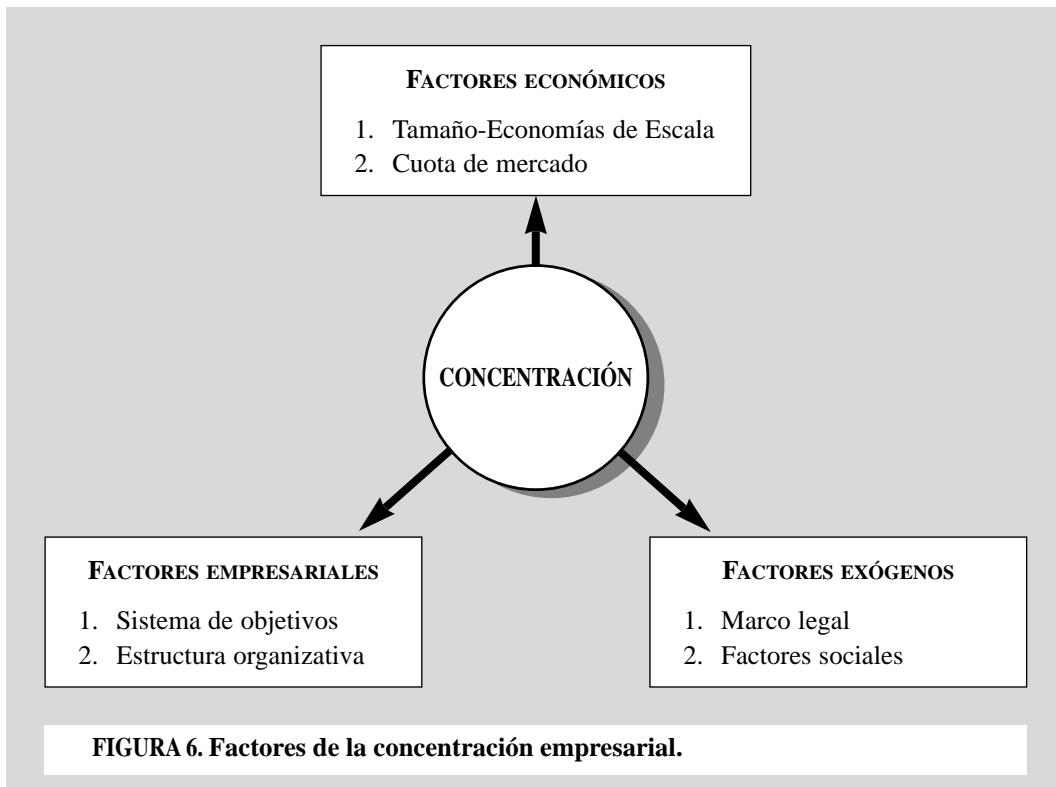 FACTORES ECONÓMICOS
1. Tamaño-Economías de Escala
2. Cuota de mercado
CONCENTRACIÓN
FACTORES EMPRESARIALES
1. Sistema de objetivos
2. Estructura organizativa
FACTORES EXÓGENOS
1. Marco legal
2. Factores sociales
FIGURA 6. Factores de la concentración empresarial.